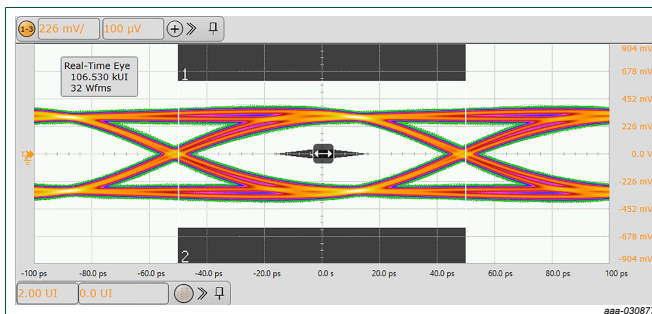 1-3 226 mV/ 100 µV
Real-Time Eye
106.530 kUI
32 Wfms
1
2
904 mV
678 mV
452 mV
226 mV
0.0 V
-226 mV
-452 mV
-678 mV
-904 mV
-100 ps -80.0 ps -60.0 ps -40.0 ps -20.0 ps 0.0 s 20.0 ps 40.0 ps 60.0 ps 80.0 ps 100 ps
2.00 UI 0.0 UI
aaa-030877